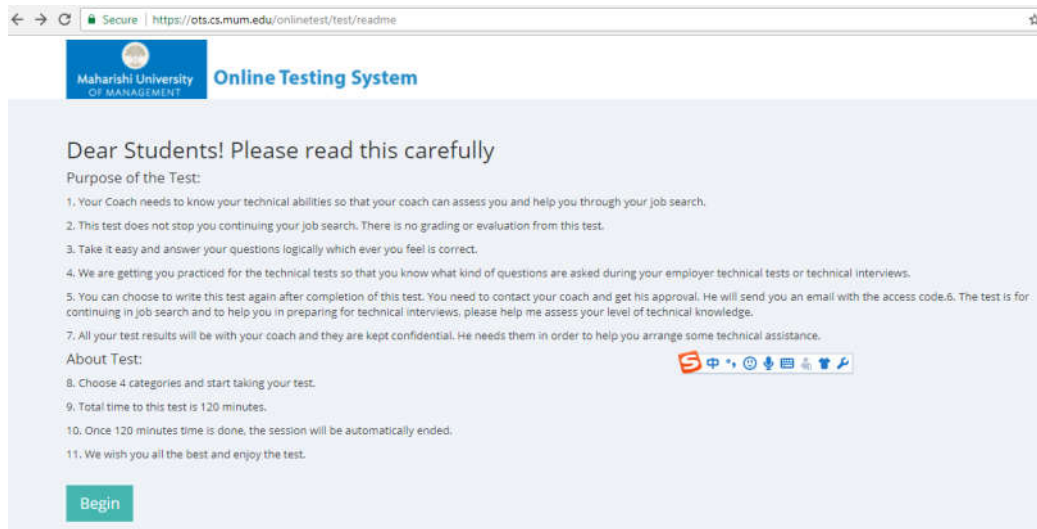 Secure | https://ots.cs.mum.edu/onlinetest/test/readme
Maharishi University
OF MANAGEMENT
Online Testing System
Dear Students! Please read this carefully
Purpose of the Test:
1. Your Coach needs to know your technical abilities so that your coach can assess you and help you through your job search.
2. This test does not stop you continuing your job search. There is no grading or evaluation from this test.
3. Take it easy and answer your questions logically which ever you feel is correct.
4. We are getting you practiced for the technical tests so that you know what kind of questions are asked during your employer technical tests or technical interviews.
5. You can choose to write this test again after completion of this test. You need to contact your coach and get his approval. He will send you an email with the access code.6. The test is for
continuing in job search and to help you in preparing for technical interviews, please help me assess your level of technical knowledge.
7. All your test results will be with your coach and they are kept confidential. He needs them in order to help you arrange some technical assistance.
About Test:
中
8. Choose 4 categories and start taking your test.
9. Total time to this test is 120 minutes.
10. Once 120 minutes time is done, the session will be automatically ended.
11. We wish you all the best and enjoy the test.
Begin